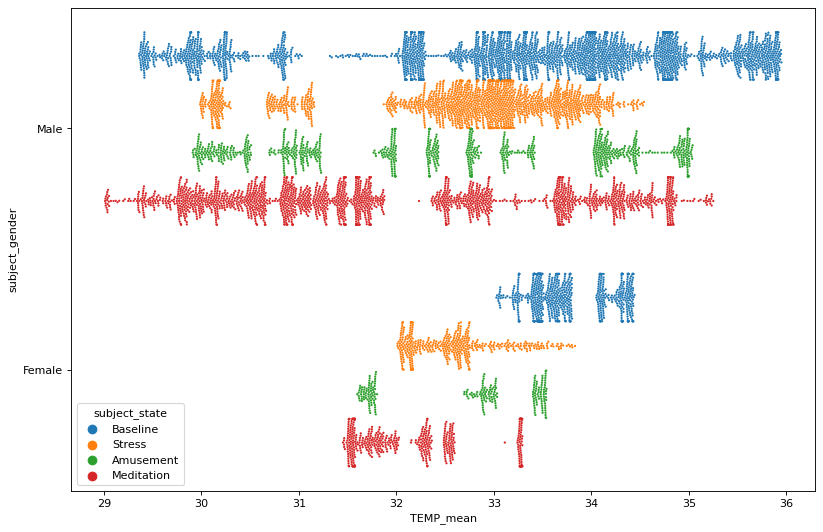 subject_gender
Male
Female
subject_state
Baseline
Stress
Amusement
Meditation
29 30 31 32 33 34 35 36
TEMP_mean